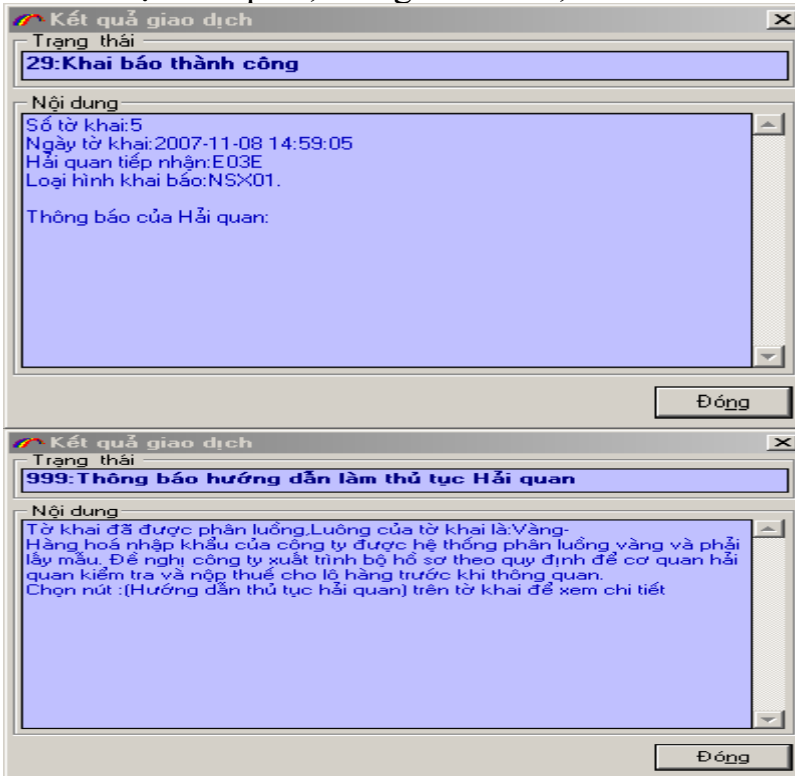 Kết quả giao dịch
Trạng thái
29:Khai báo thành công
Nội dung
Số tờ khai:5
Ngày tờ khai:2007-11-08 14:59:05
Hải quan tiếp nhận:E03E
Loại hình khai báo:NSX01.
Thông báo của Hải quan:
Đóng
Kết quả giao dịch
Trạng thái
999:Thông báo hướng dẫn làm thủ tục Hải quan
Nội dung
Tờ khai đã được phân luồng,Luông của tờ khai là:Vàng-
Hàng hoá nhập khẩu của công ty được hệ thống phân luồng vàng và phải
lấy mẫu. Đề nghị công ty xuất trình bộ hồ sơ theo quy định để cơ quan hải
quan kiểm tra và nộp thuế cho lô hàng trước khi thông quan.
Chọn nút :(Hướng dẫn thủ tục hải quan) trên tờ khai để xem chi tiết
Đóng